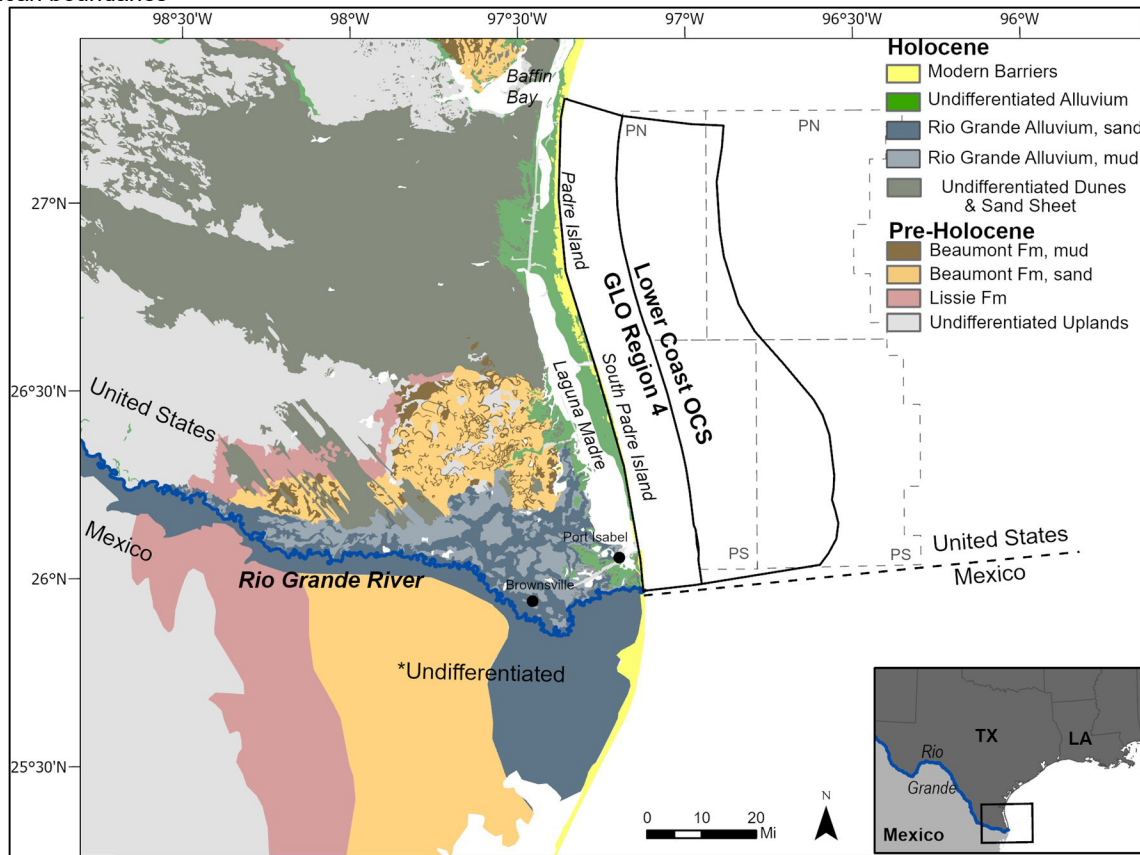 98°30'W 98°W 97°30'W 97°W 96°30'W 96°W
Holocene
Modern Barriers
Undifferentiated Alluvium
Rio Grande Alluvium, sand
Rio Grande Alluvium, mud
Undifferentiated Dunes
& Sand Sheet
Pre-Holocene
Beaumont Fm, mud
Beaumont Fm, sand
Lissie Fm
Undifferentiated Uplands
Baffin
Bay
PN
PN
27°N
Padre Island
Lower Coast OCS
GLO Region 4
26°30'N
United States
Laguna Madre
South Padre Island
Mexico
Port Isabel
PS
PS
United States
Mexico
26°N
Rio Grande River
Brownsville
*Undifferentiated
25°30'N
0 10 20
Mi
N
TX
LA
Rio
Grande
Mexico